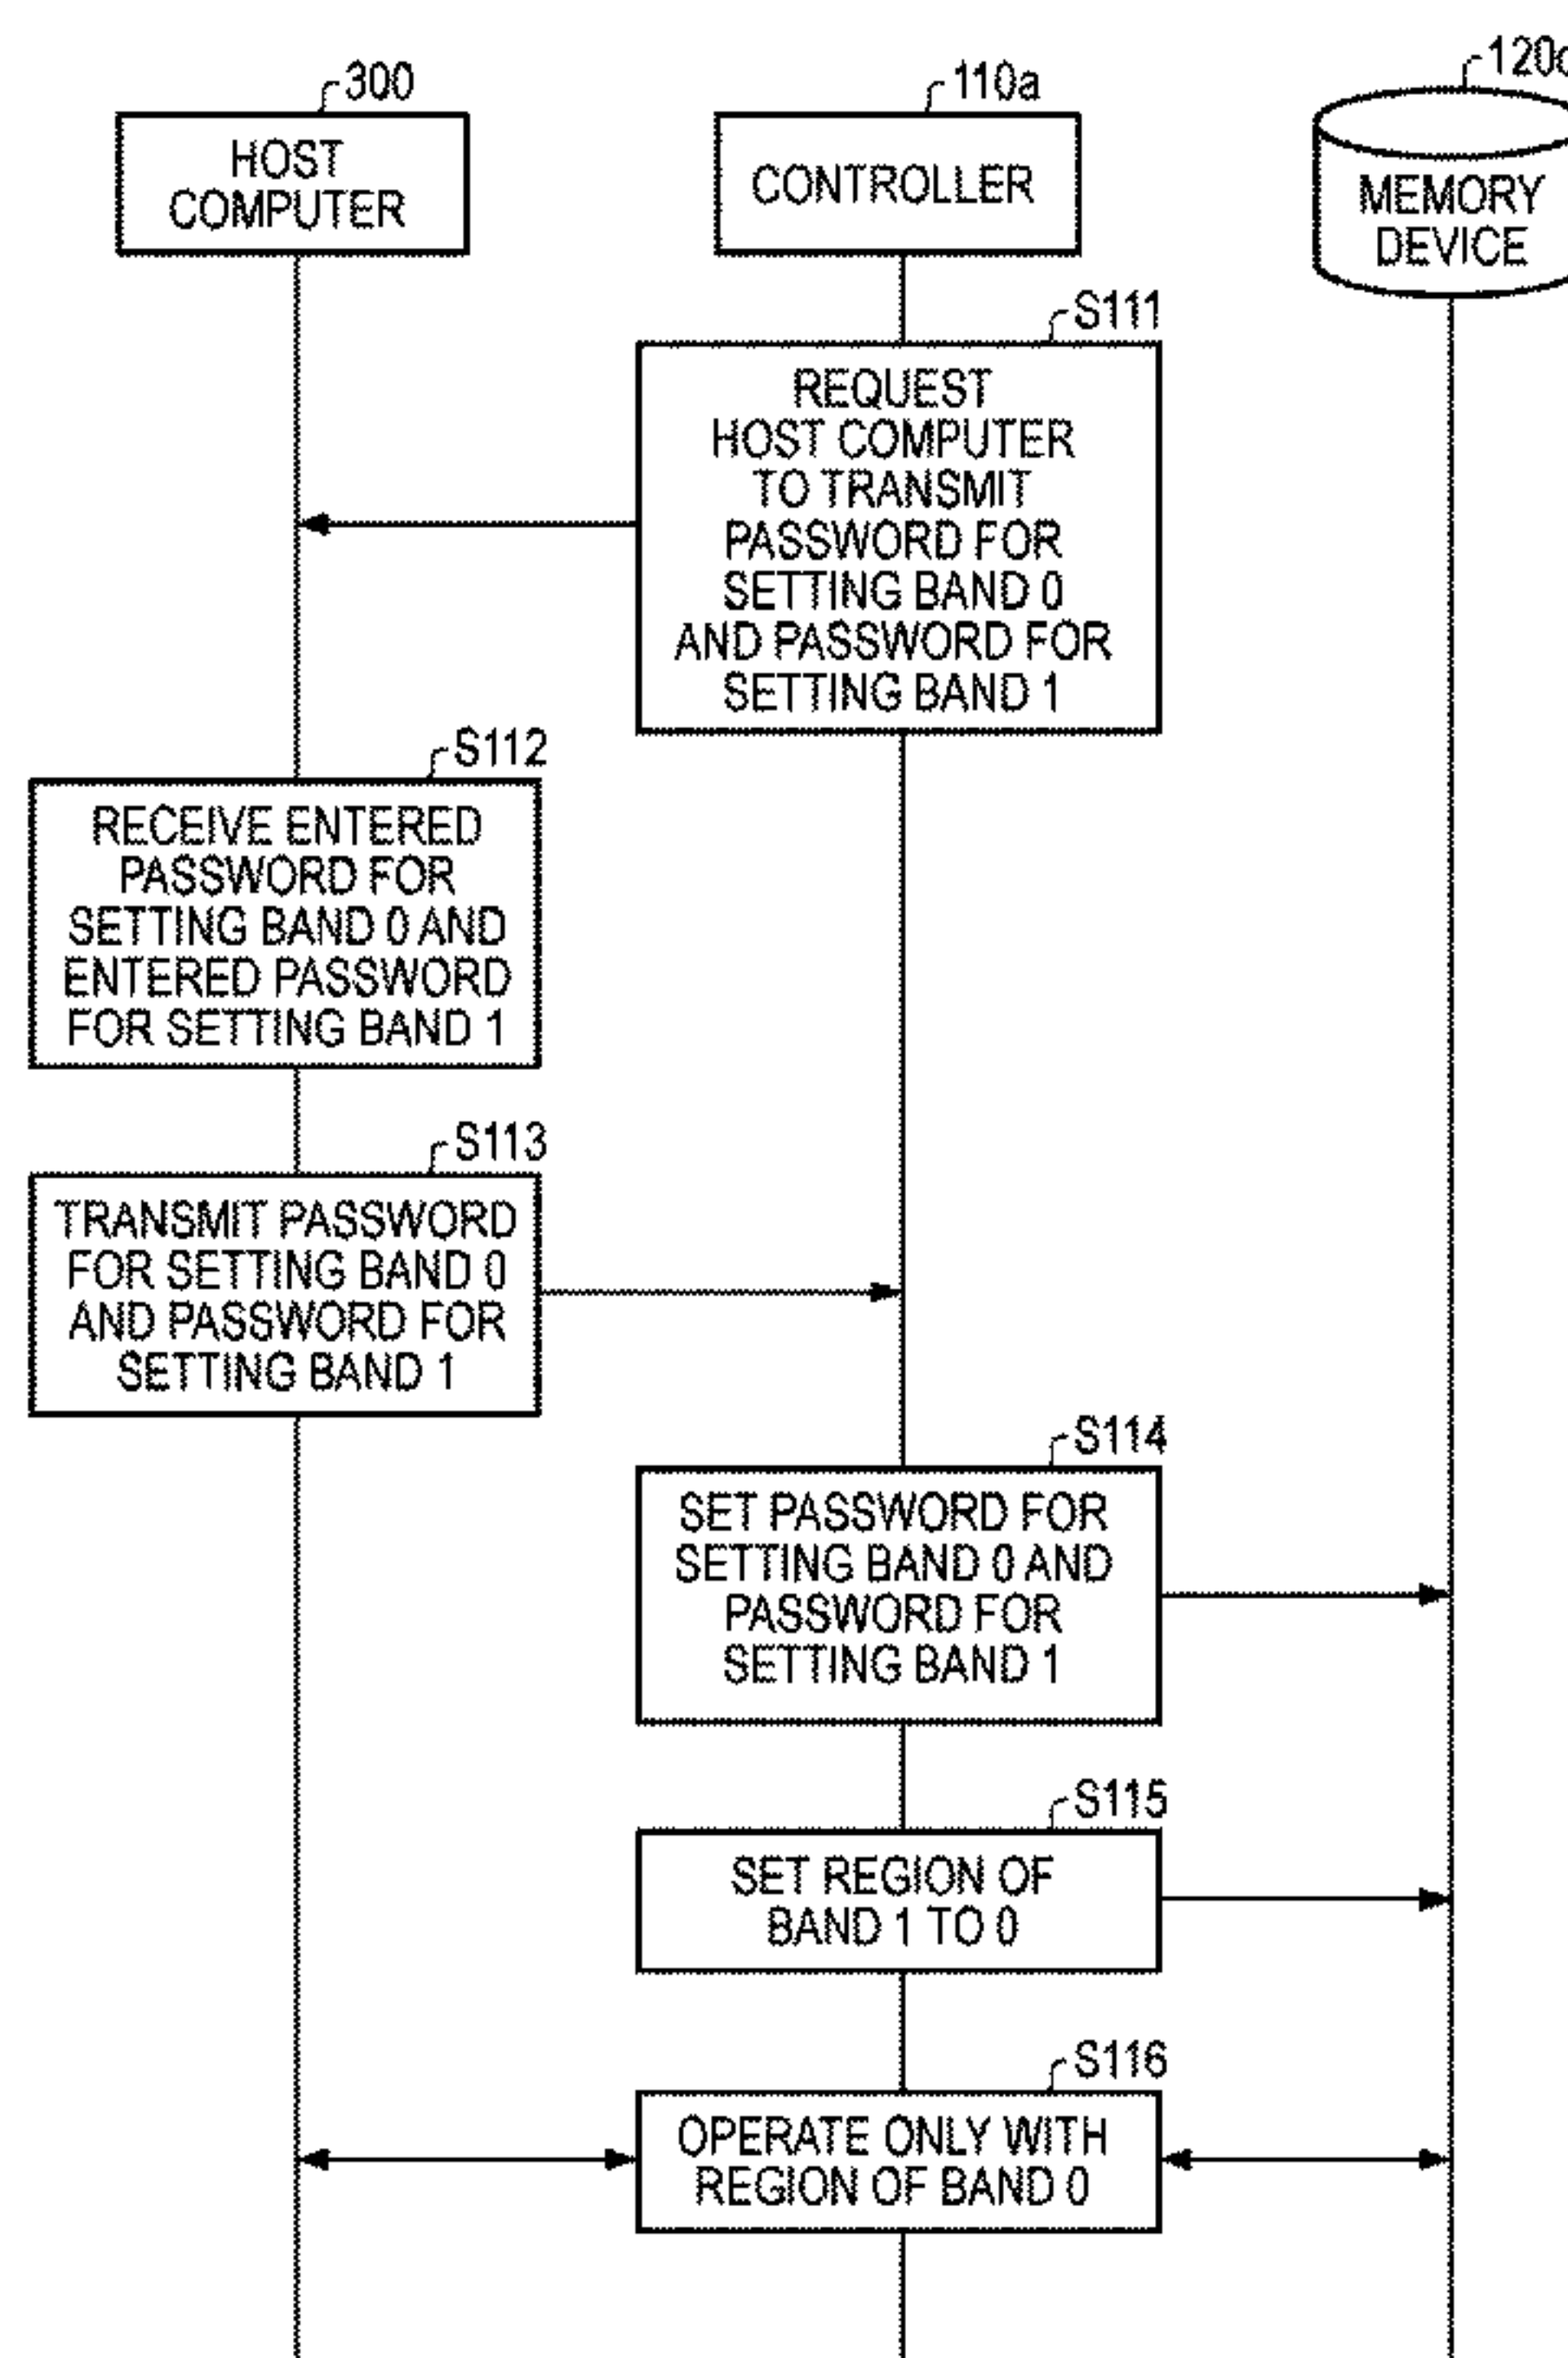 300
HOST
COMPUTER
110a
CONTROLLER
MEMORY
DEVICE
S111
REQUEST
HOST COMPUTER
TO TRANSMIT
PASSWORD FOR
SETTING BAND 0
AND PASSWORD FOR
SETTING BAND 1
S112
RECEIVE ENTERED
PASSWORD FOR
SETTING BAND 0 AND
ENTERED PASSWORD
FOR SETTING BAND 1
S113
TRANSMIT PASSWORD
FOR SETTING BAND 0
AND PASSWORD FOR
SETTING BAND 1
S114
SET PASSWORD FOR
SETTING BAND 0 AND
PASSWORD FOR
SETTING BAND 1
S115
SET REGION OF
BAND 1 TO 0
S116
OPERATE ONLY WITH
REGION OF BAND 0